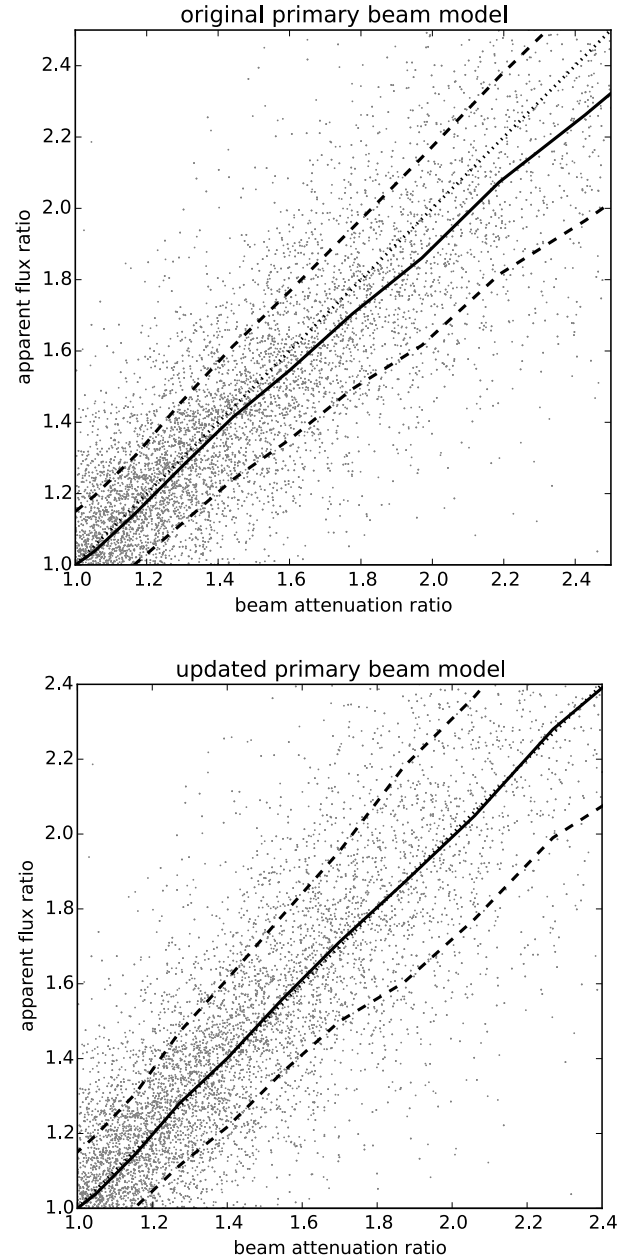 original primary beam model
2.4
2.2
2.0
1.8
1.6
1.4
1.2
1.0
apparent flux ratio
1.0 1.2 1.4 1.6 1.8 2.0 2.2 2.4
beam attenuation ratio
updated primary beam model
2.4
2.2
2.0
1.8
1.6
1.4
1.2
1.0
apparent flux ratio
1.0 1.2 1.4 1.6 1.8 2.0 2.2 2.4
beam attenuation ratio